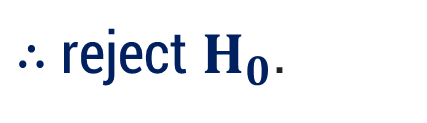 ∴ reject H₀.